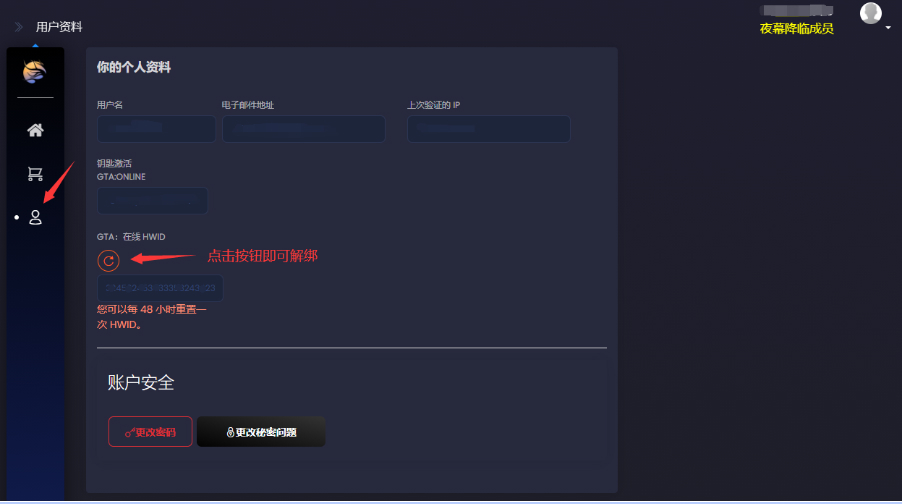 用户资料
夜幕降临成员
你的个人资料
用户名
电子邮件地址
上次验证的 IP
钥匙激活
GTA:ONLINE
GTA：在线 HWID
点击按钮即可解绑
您可以每 48 小时重置一
次 HWID。
账户安全
更改密码
更改秘密问题